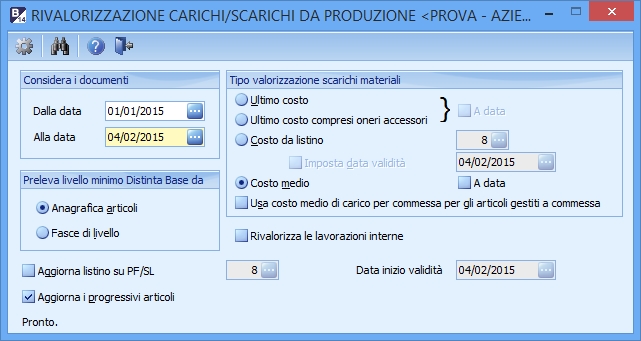 RIVALORIZZAZIONE CARICHI/SCARICHI DA PRODUZIONE <PROVA - AZIE...
Considera i documenti
Dalla data 01/01/2015
Alla data 04/02/2015
Preleva livello minimo Distinta Base da
Anagrafica articoli
Fasce di livello
Tipo valorizzazione scarichi materiali
Ultimo costo
Ultimo costo compresi oneri accessori
} A data
Costo da listino 8
Imposta data validità 04/02/2015
Costo medio A data
Usa costo medio di carico per commessa per gli articoli gestiti a commessa
Rivalorizza le lavorazioni interne
Aggiorna listino su PF/SL 8 Data inizio validità 04/02/2015
Aggiorna i progressivi articoli
Pronto.